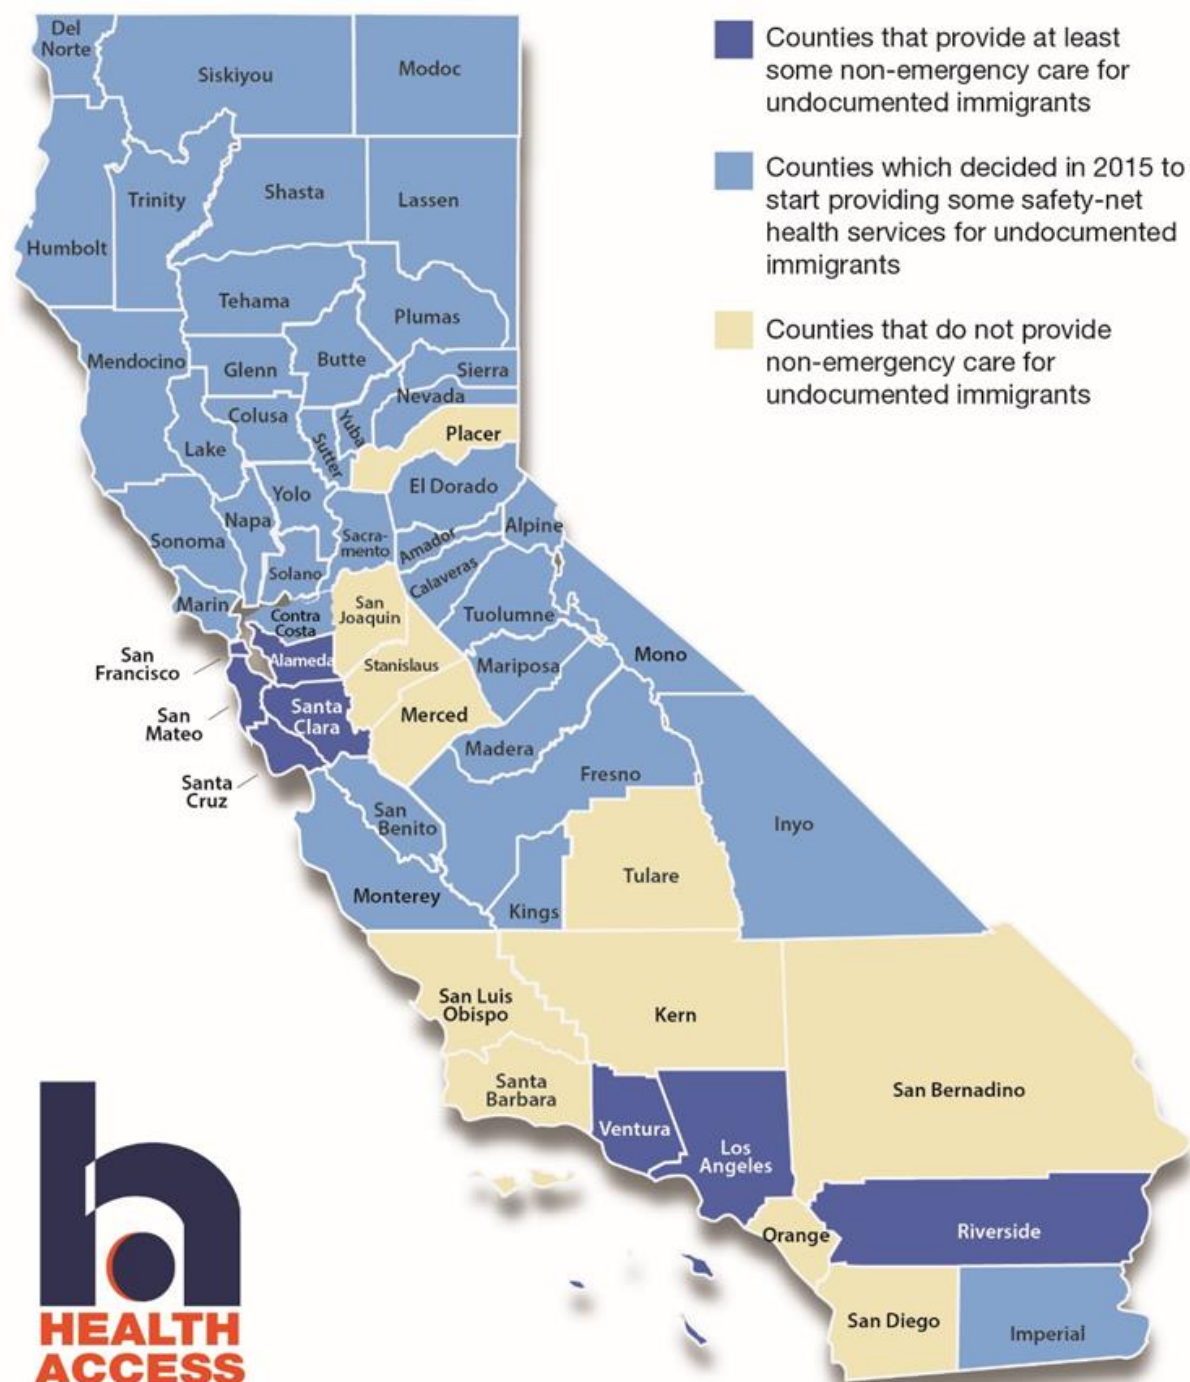 Counties that provide at least
some non-emergency care for
undocumented immigrants
Counties which decided in 2015 to
start providing some safety-net
health services for undocumented
immigrants
Counties that do not provide
non-emergency care for
undocumented immigrants
Del
Norte
Siskiyou
Modoc
Trinity
Shasta
Lassen
Humbolt
Tehama
Plumas
Mendocino
Glenn
Butte
Sierra
Nevada
Colusa
Yuba
Sutter
Placer
Lake
El Dorado
Yolo
Napa
Sonoma
Sacra-
mento
Amador
Alpine
Solano
Calaveras
Marin
Contra
Costa
San
Joaquin
Tuolumne
San
Francisco
Alameda
Stanislaus
Mariposa
Mono
San
Mateo
Santa
Clara
Merced
Madera
Santa
Cruz
Fresno
San
Benito
Inyo
Tulare
Monterey
Kings
San Luis
Obispo
Kern
Santa
Barbara
San Bernadino
Ventura
Los
Angeles
Orange
Riverside
San Diego
Imperial
HEALTH
ACCESS